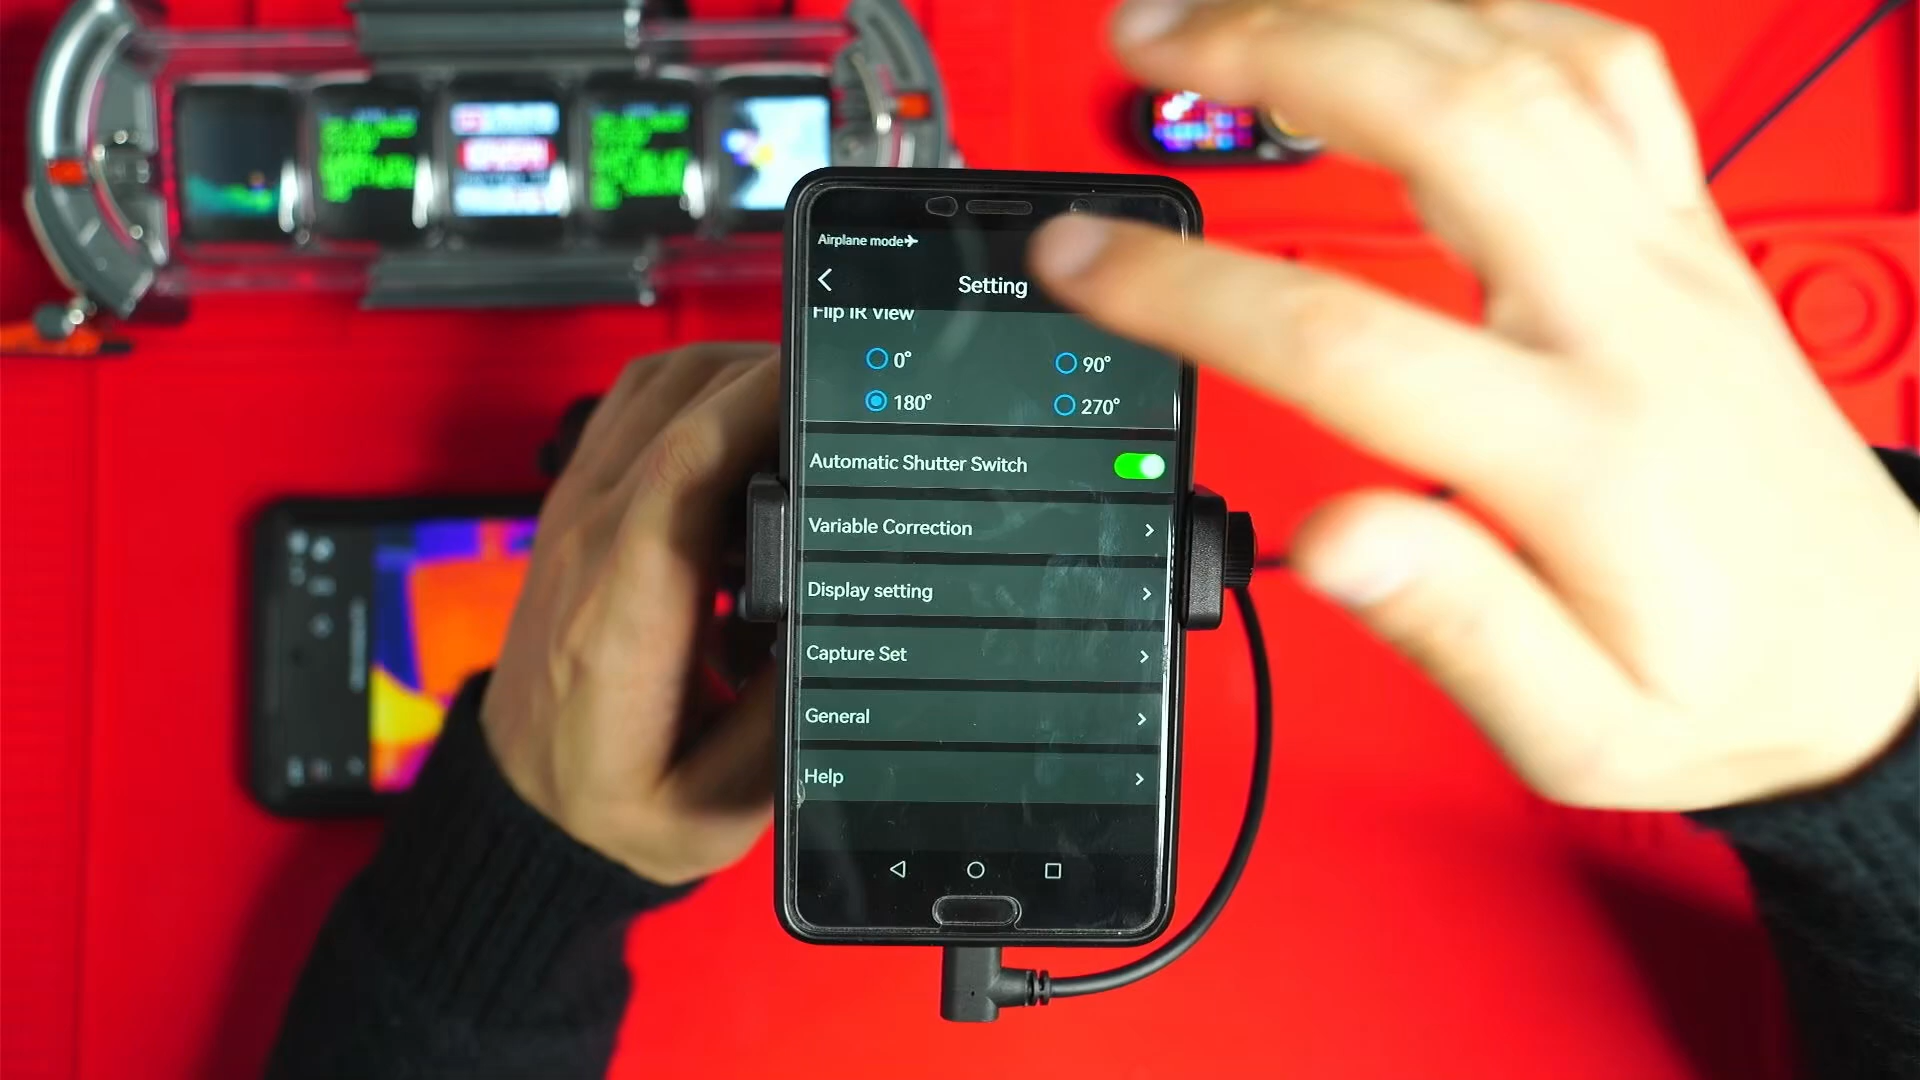 Airplane mode
Setting
Flip IR View
0°
90°
180°
270°
Automatic Shutter Switch
Variable Correction
Display setting
Capture Set
General
Help